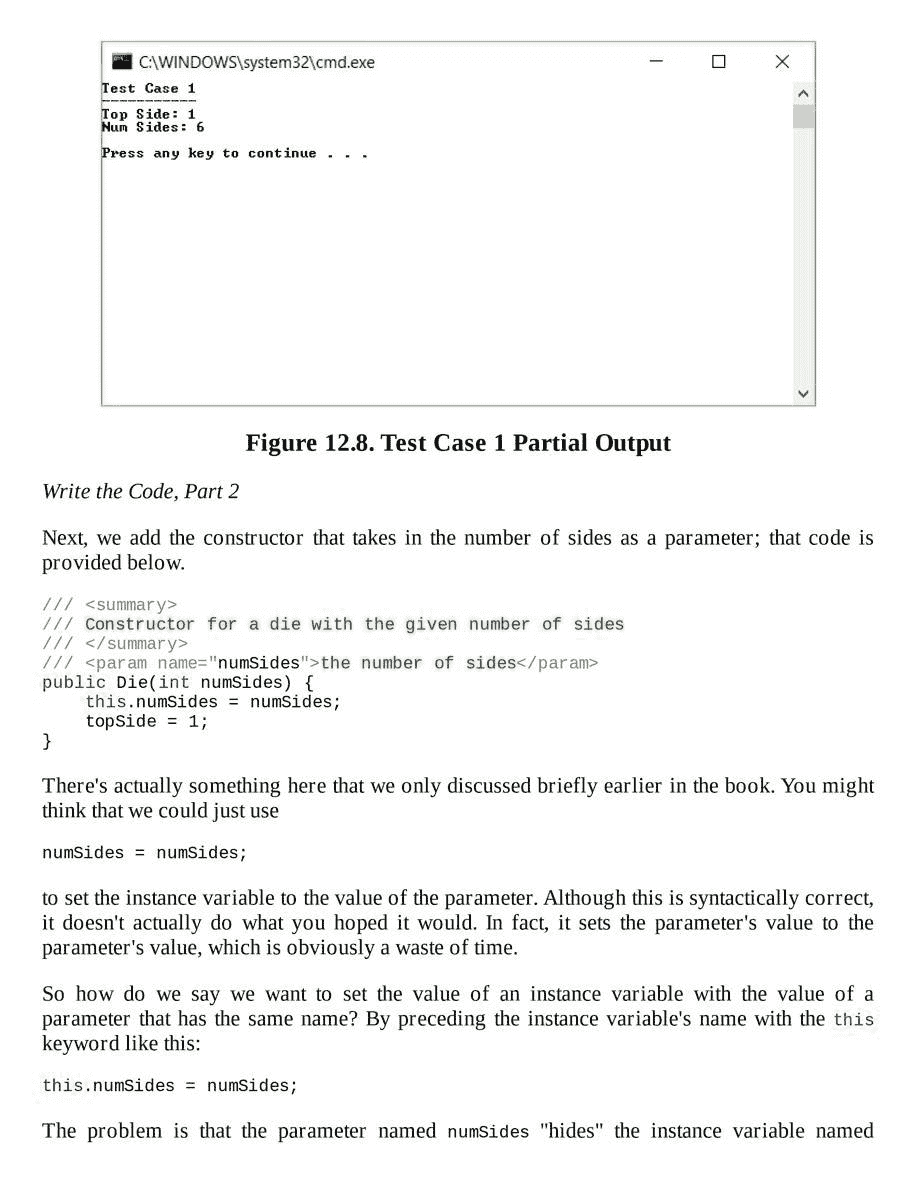 C:\WINDOWS\system32\cmd.exe
Test Case 1
-----------
Top Side: 1
Num Sides: 6
Press any key to continue . . .
Figure 12.8. Test Case 1 Partial Output
Write the Code, Part 2
Next, we add the constructor that takes in the number of sides as a parameter; that code is
provided below.
/// <summary>
/// Constructor for a die with the given number of sides
/// </summary>
/// <param name="numSides">the number of sides</param>
public Die(int numSides) {
    this.numSides = numSides;
    topSide = 1;
}
There's actually something here that we only discussed briefly earlier in the book. You might
think that we could just use
numSides = numSides;
to set the instance variable to the value of the parameter. Although this is syntactically correct,
it doesn't actually do what you hoped it would. In fact, it sets the parameter's value to the
parameter's value, which is obviously a waste of time.
So how do we say we want to set the value of an instance variable with the value of a
parameter that has the same name? By preceding the instance variable's name with the this
keyword like this:
this.numSides = numSides;
The problem is that the parameter named numSides "hides" the instance variable named